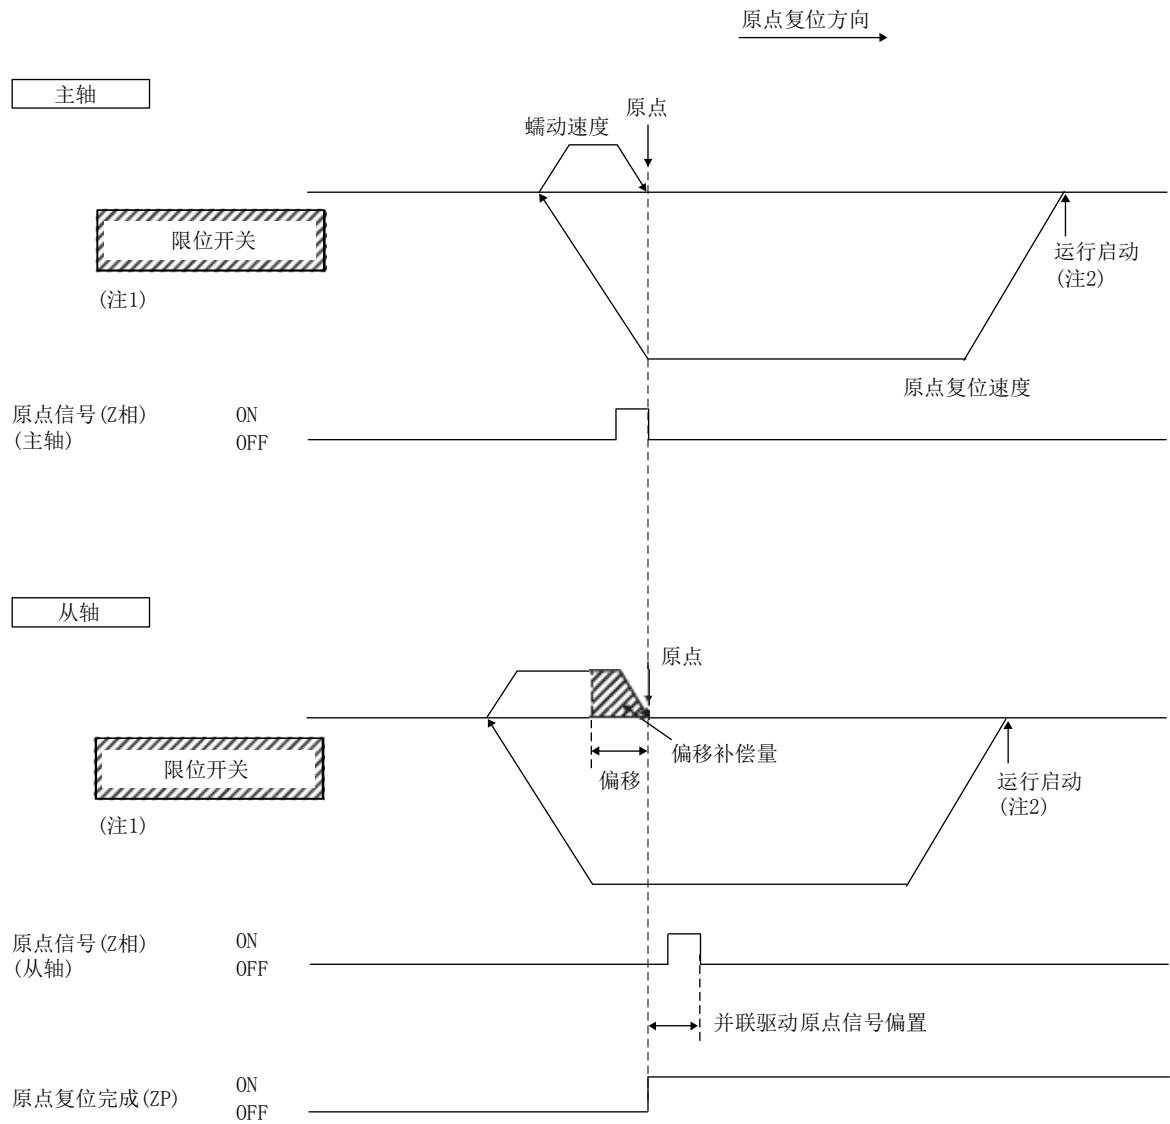 原点复位方向
主轴
原点
蠕动速度
限位开关
(注1)
运行启动
(注2)
原点复位速度
原点信号(Z相)
(主轴)
ON
OFF
从轴
原点
偏移补偿量
偏移
限位开关
(注1)
运行启动
(注2)
原点信号(Z相)
(从轴)
ON
OFF
并联驱动原点信号偏置
原点复位完成(ZP)
ON
OFF